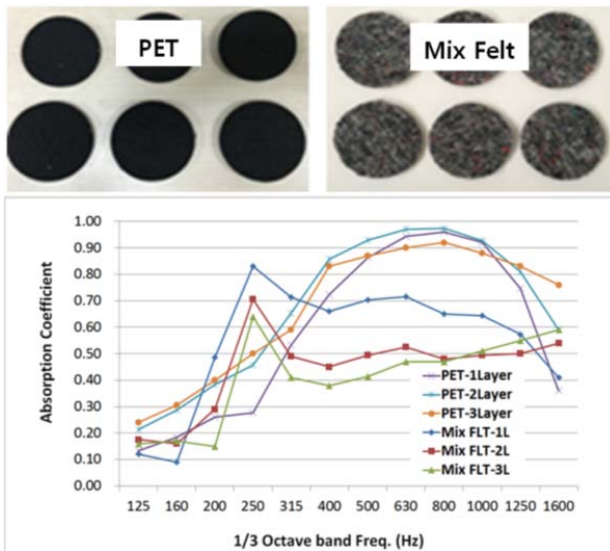 PET
Mix Felt
1.00
0.90
0.80
0.70
0.60
0.50
0.40
0.30
0.20
0.10
0.00
Absorption Coefficient
PET-1Layer
PET-2Layer
PET-3Layer
Mix FLT-1L
Mix FLT-2L
Mix FLT-3L
125 160 200 250 315 400 500 630 800 1000 1250 1600
1/3 Octave band Freq. (Hz)